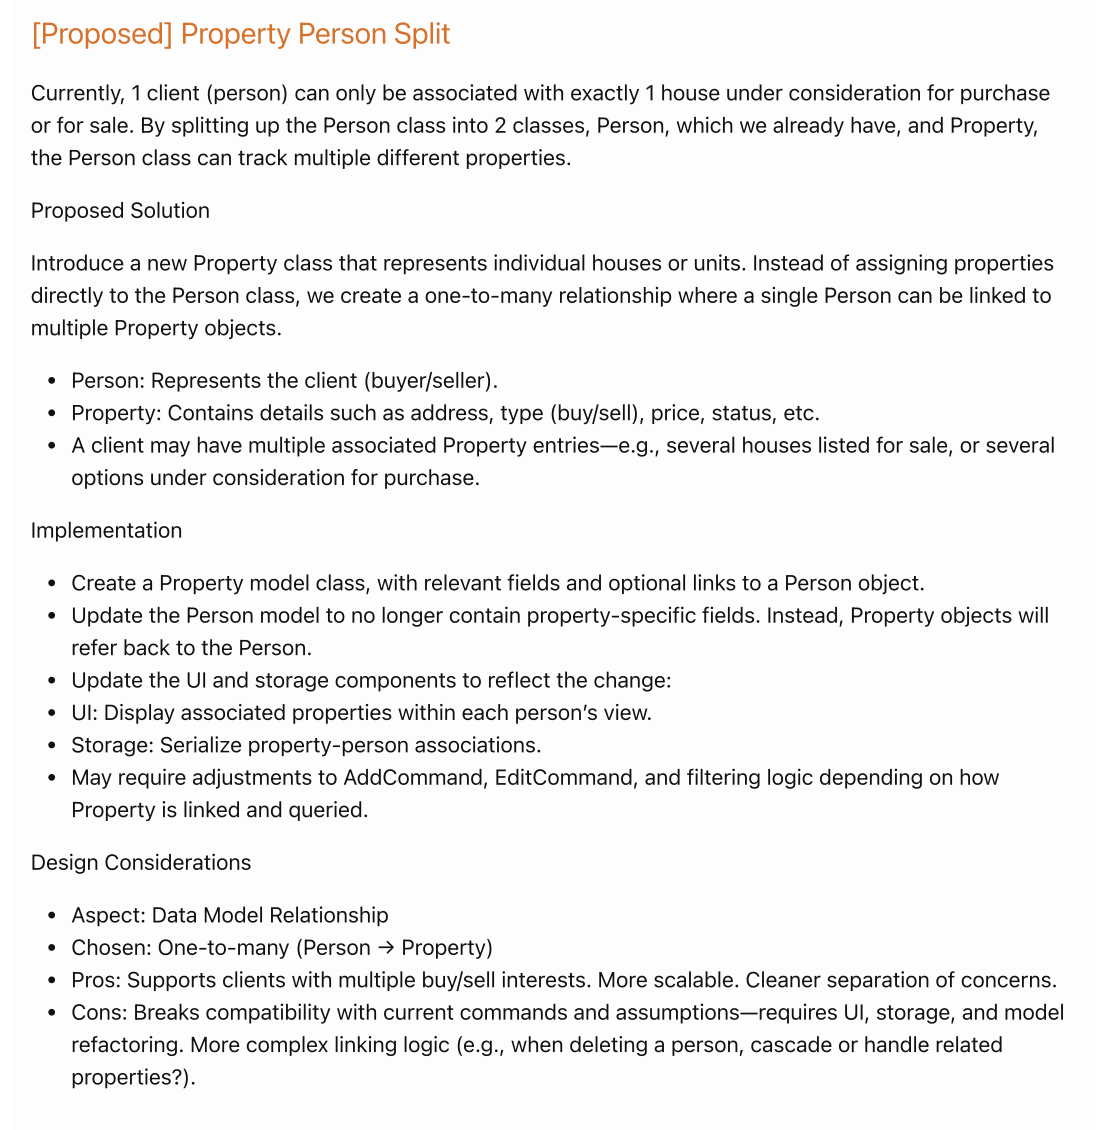 [Proposed] Property Person Split
Currently, 1 client (person) can only be associated with exactly 1 house under consideration for purchase
or for sale. By splitting up the Person class into 2 classes, Person, which we already have, and Property,
the Person class can track multiple different properties.
Proposed Solution
Introduce a new Property class that represents individual houses or units. Instead of assigning properties
directly to the Person class, we create a one-to-many relationship where a single Person can be linked to
multiple Property objects.
• Person: Represents the client (buyer/seller).
• Property: Contains details such as address, type (buy/sell), price, status, etc.
• A client may have multiple associated Property entries—e.g., several houses listed for sale, or several
options under consideration for purchase.
Implementation
• Create a Property model class, with relevant fields and optional links to a Person object.
• Update the Person model to no longer contain property-specific fields. Instead, Property objects will
refer back to the Person.
• Update the UI and storage components to reflect the change:
• UI: Display associated properties within each person’s view.
• Storage: Serialize property-person associations.
• May require adjustments to AddCommand, EditCommand, and filtering logic depending on how
Property is linked and queried.
Design Considerations
• Aspect: Data Model Relationship
• Chosen: One-to-many (Person → Property)
• Pros: Supports clients with multiple buy/sell interests. More scalable. Cleaner separation of concerns.
• Cons: Breaks compatibility with current commands and assumptions—requires UI, storage, and model
refactoring. More complex linking logic (e.g., when deleting a person, cascade or handle related
properties?).